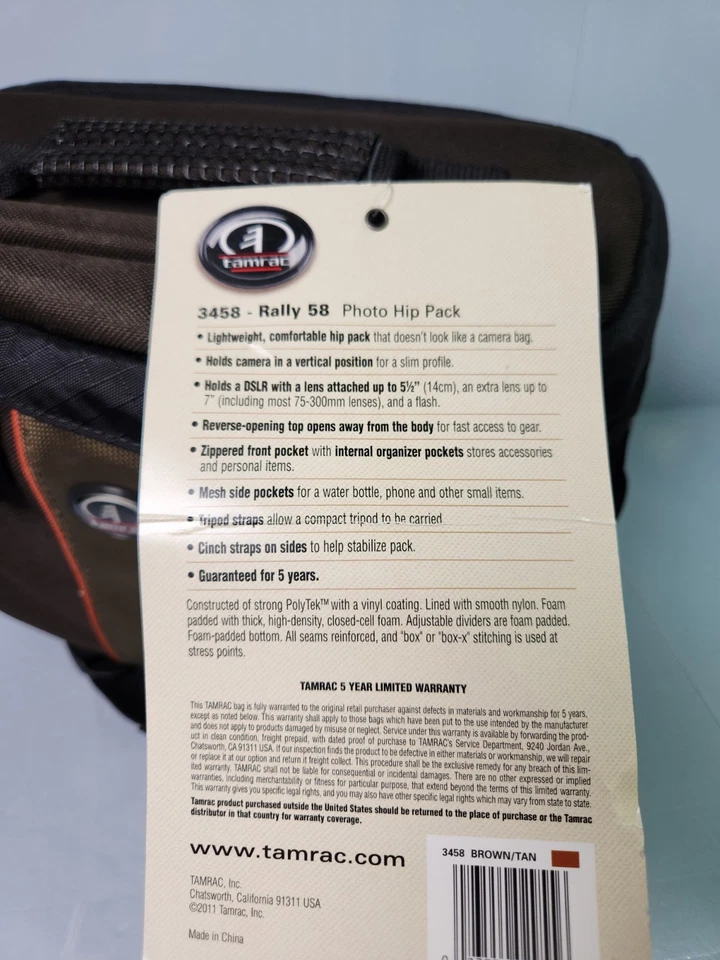 tamrac
3458 - Rally 58 Photo Hip Pack
• Lightweight, comfortable hip pack that doesn't look like a camera bag.
• Holds camera in a vertical position for a slim profile.
• Holds a DSLR with a lens attached up to 5½" (14cm), an extra lens up to
7" (including most 75-300mm lenses), and a flash.
• Reverse-opening top opens away from the body for fast access to gear.
• Zippered front pocket with internal organizer pockets stores accessories
and personal items.
• Mesh side pockets for a water bottle, phone and other small items.
• Tripod straps allow a compact tripod to be carried
• Cinch straps on sides to help stabilize pack.
• Guaranteed for 5 years.
Constructed of strong PolyTek™ with a vinyl coating. Lined with smooth nylon. Foam
padded with thick, high-density, closed-cell foam. Adjustable dividers are foam padded.
Foam-padded bottom. All seams reinforced, and "box" or "box-x" stitching is used at
stress points.
TAMRAC 5 YEAR LIMITED WARRANTY
This TAMRAC bag is fully warranted to the original retail purchaser against defects in materials and workmanship for 5 years,
except as noted below. This warranty shall apply to those bags which have been put to the use intended by the manufacturer
and does not apply to products damaged by misuse or neglect. Service under this warranty is available by forwarding the prod-
uct in clean condition, freight prepaid, with dated proof of purchase to TAMRAC's Service Department, 9240 Jordan Ave.,
Chatsworth, CA 91311 USA. If our inspection finds the product to be defective in either materials or workmanship, we will repair
or replace it at our option and return it freight collect. This procedure shall be the exclusive remedy for any breach of this lim-
ited warranty. TAMRAC shall not be liable for consequential or incidental damages. There are no other expressed or implied
warranties, including merchantability or fitness for particular purpose, that extend beyond the terms of this limited warranty.
This warranty gives you specific legal rights, and you may also have other specific legal rights which may vary from state to state.
Tamrac product purchased outside the United States should be returned to the place of purchase or the Tamrac
distributor in that country for warranty coverage.
www.tamrac.com
3458 BROWN/TAN
TAMRAC, Inc.
Chatsworth, California 91311 USA
©2011 Tamrac, Inc.
Made in China